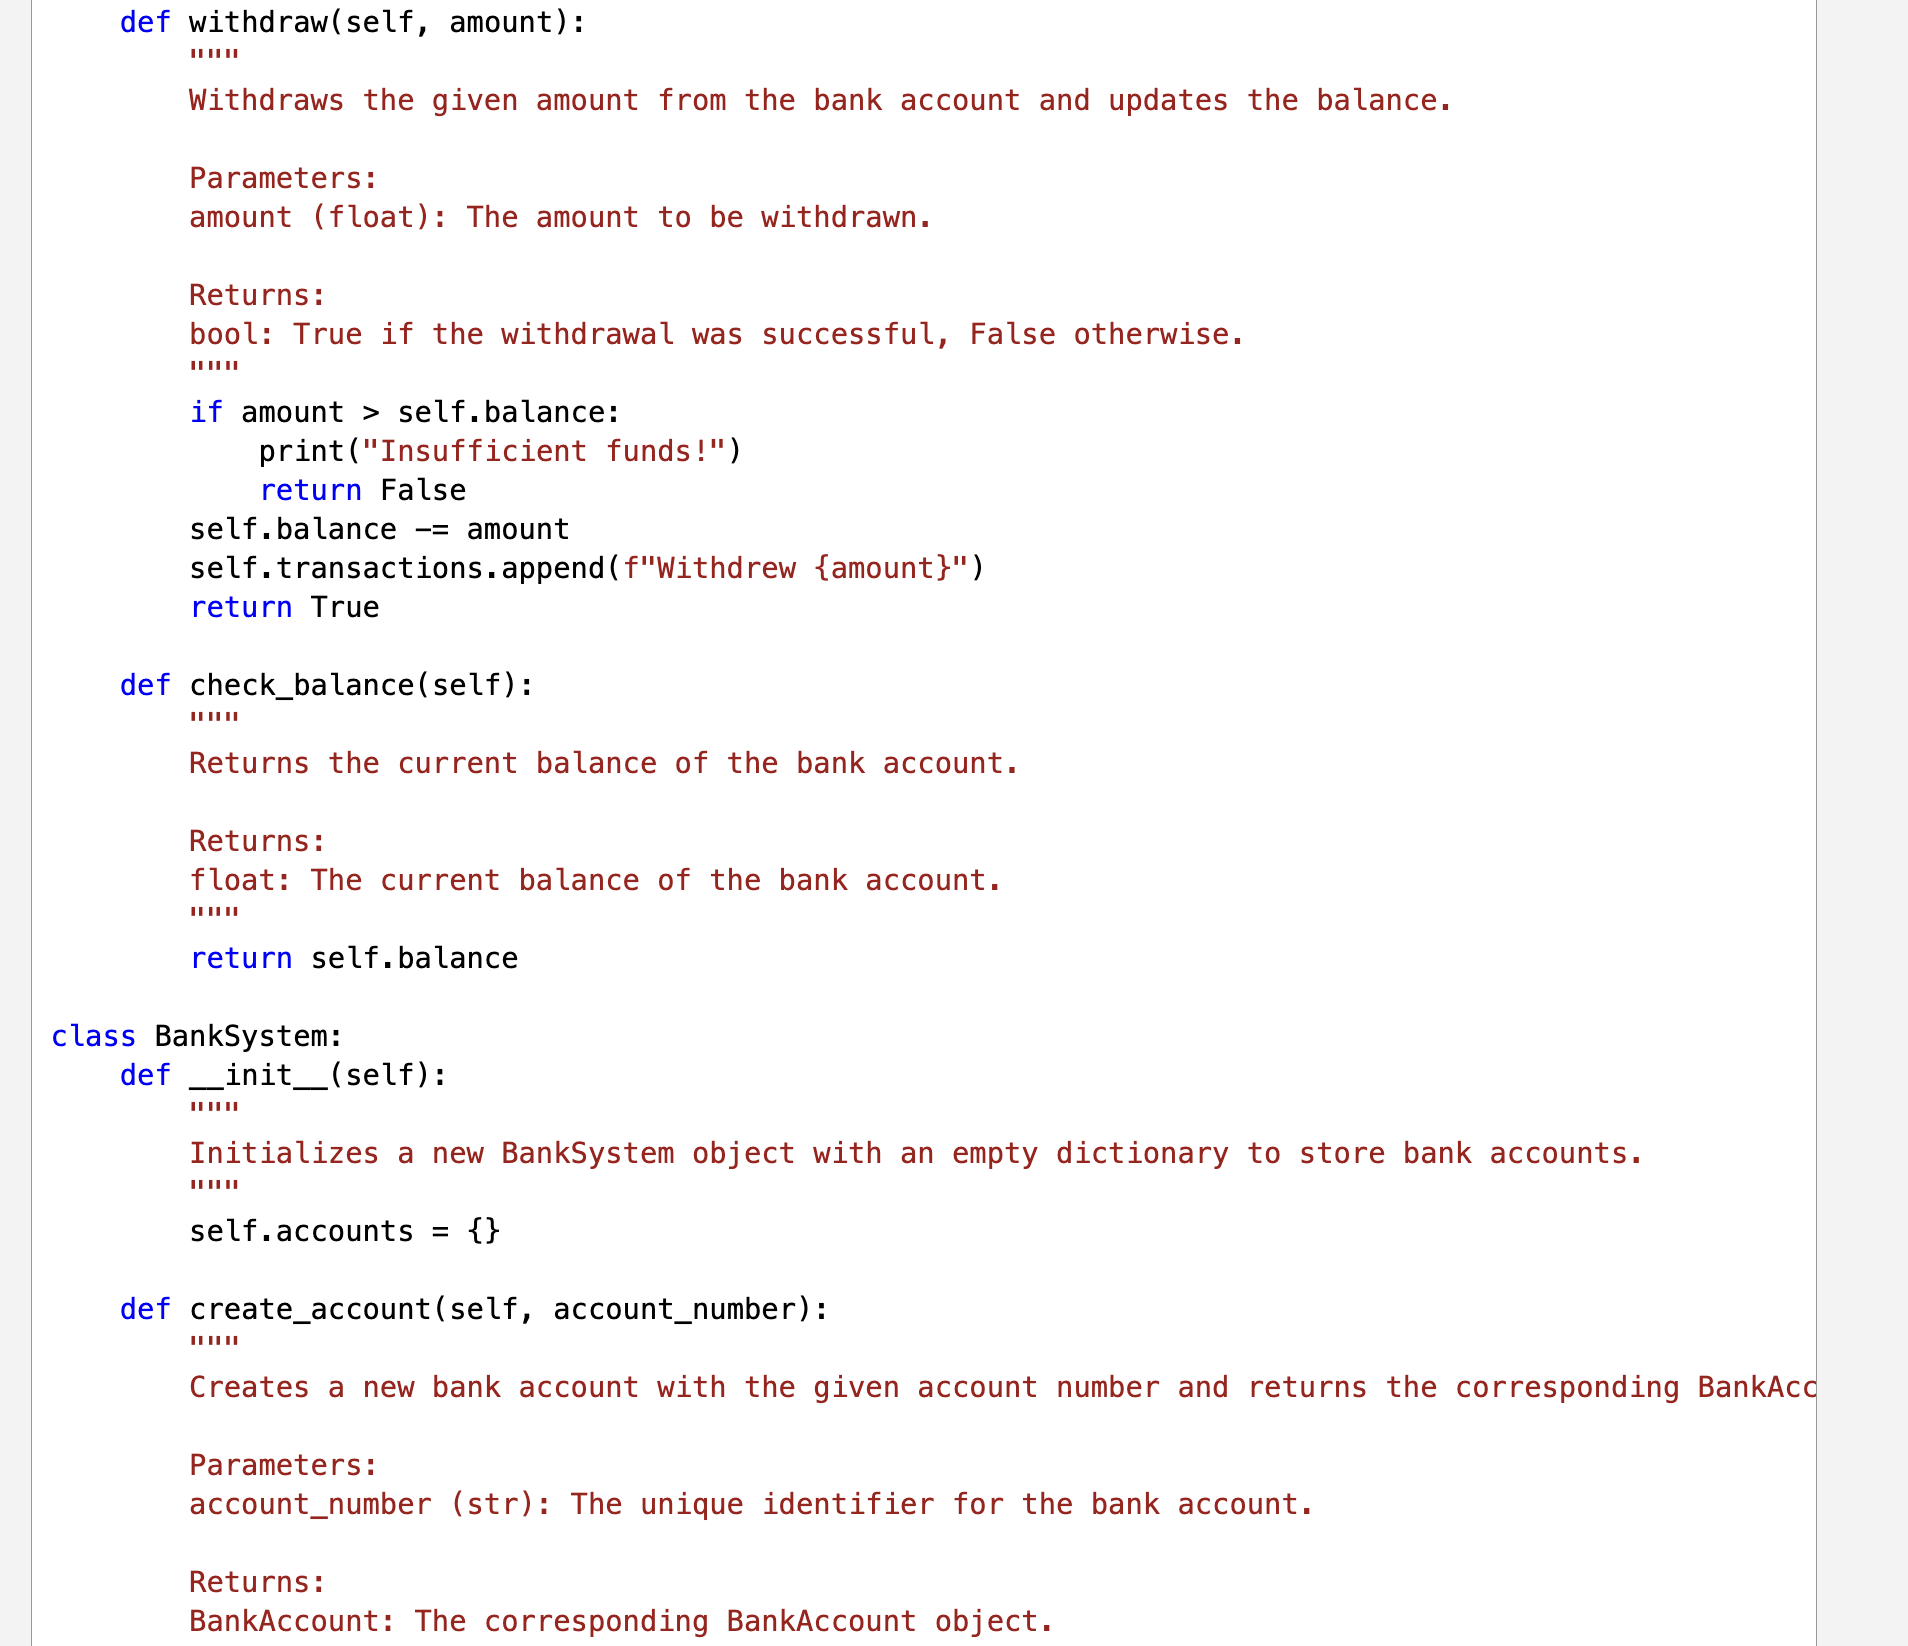 def withdraw(self, amount):
"""
Withdraws the given amount from the bank account and updates the balance.
Parameters:
amount (float): The amount to be withdrawn.
Returns:
bool: True if the withdrawal was successful, False otherwise.
"""
if amount > self.balance:
print("Insufficient funds!")
return False
self.balance -= amount
self.transactions.append(f"Withdrew {amount}")
return True
def check_balance(self):
"""
Returns the current balance of the bank account.
Returns:
float: The current balance of the bank account.
"""
return self.balance
class BankSystem:
def __init__(self):
"""
Initializes a new BankSystem object with an empty dictionary to store bank accounts.
"""
self.accounts = {}
def create_account(self, account_number):
"""
Creates a new bank account with the given account number and returns the corresponding BankAcc
Parameters:
account_number (str): The unique identifier for the bank account.
Returns:
BankAccount: The corresponding BankAccount object.